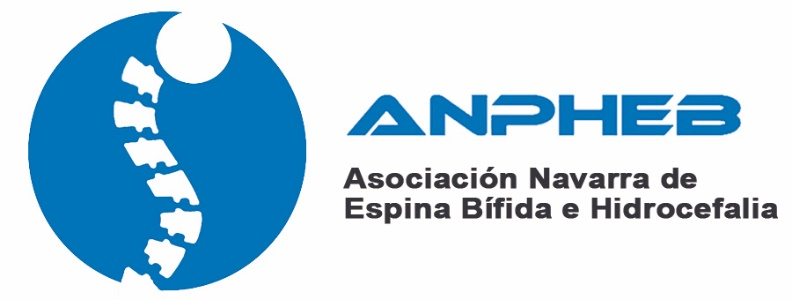 ANPHEB
Asociación Navarra de
Espina Bífida e Hidrocefalia